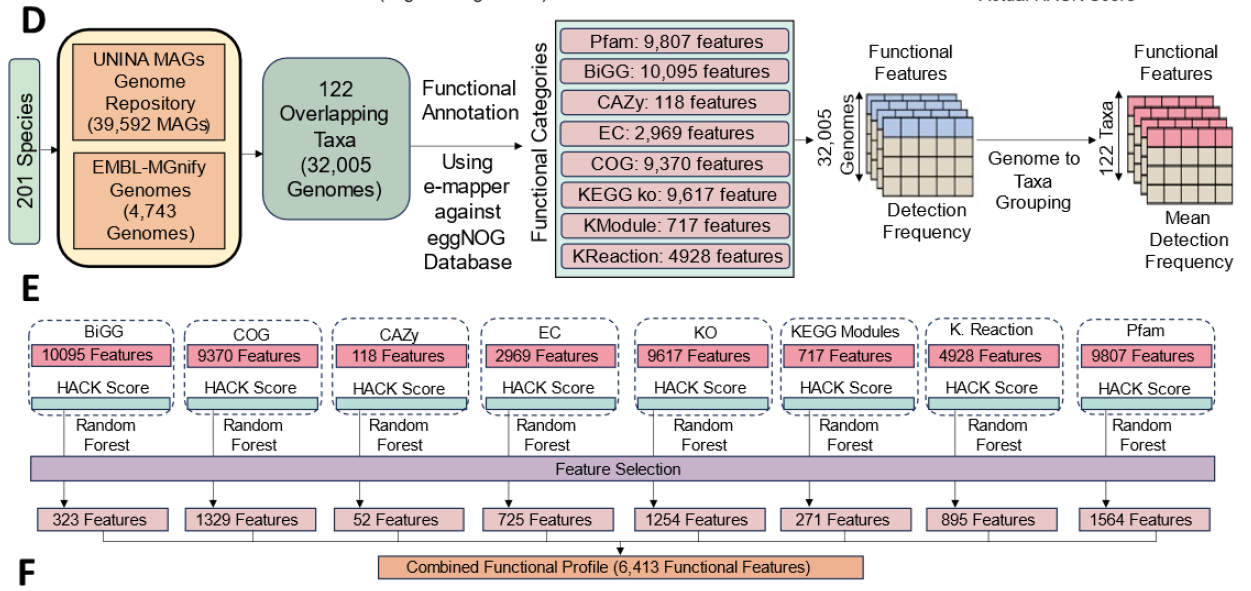 D
201 Species
UNINA MAGs
Genome
Repository
(39,592 MAGs)
EMBL-MGnify
Genomes
(4,743
Genomes)
122
Overlapping
Taxa
(32,005
Genomes)
Functional
Annotation
Using
e-mapper
against
eggNOG
Database
Functional Categories
Pfam: 9,807 features
BiGG: 10,095 features
CAZy: 118 features
EC: 2,969 features
COG: 9,370 features
KEGG ko: 9,617 feature
KModule: 717 features
KReaction: 4928 features
Functional
Features
32,005
Genomes
Detection
Frequency
Genome to
Taxa
Grouping
Functional
Features
122 Taxa
Mean
Detection
Frequency
E
BiGG
10095 Features
HACK Score
Random
Forest
COG
9370 Features
HACK Score
Random
Forest
CAZy
118 Features
HACK Score
Random
Forest
EC
2969 Features
HACK Score
Random
Forest
KO
9617 Features
HACK Score
Random
Forest
KEGG Modules
717 Features
HACK Score
Random
Forest
K. Reaction
4928 Features
HACK Score
Random
Forest
Pfam
9807 Features
HACK Score
Random
Forest
Feature Selection
323 Features
1329 Features
52 Features
725 Features
1254 Features
271 Features
895 Features
1564 Features
Combined Functional Profile (6,413 Functional Features)
F